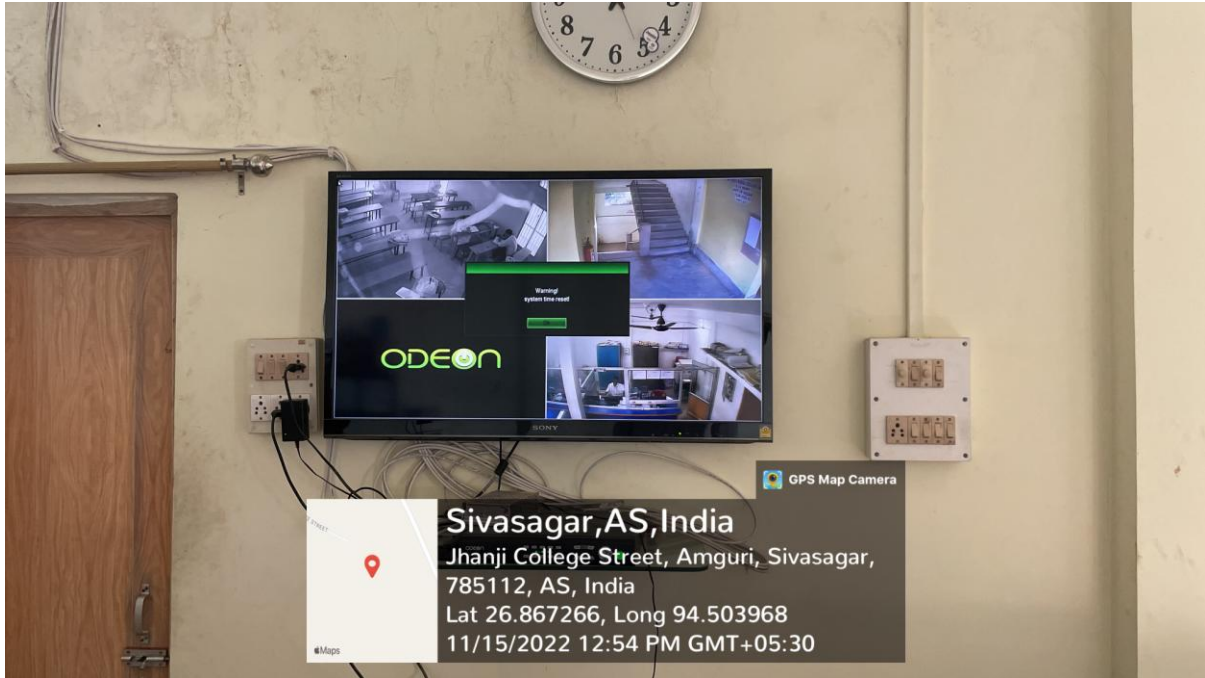 8 7 6 5 4
Warning!
system time reset!
ODEON
SONY
GPS Map Camera
Sivasagar,AS,India
Jhanji College Street, Amguri, Sivasagar,
785112, AS, India
Lat 26.867266, Long 94.503968
11/15/2022 12:54 PM GMT+05:30
STREET
Maps